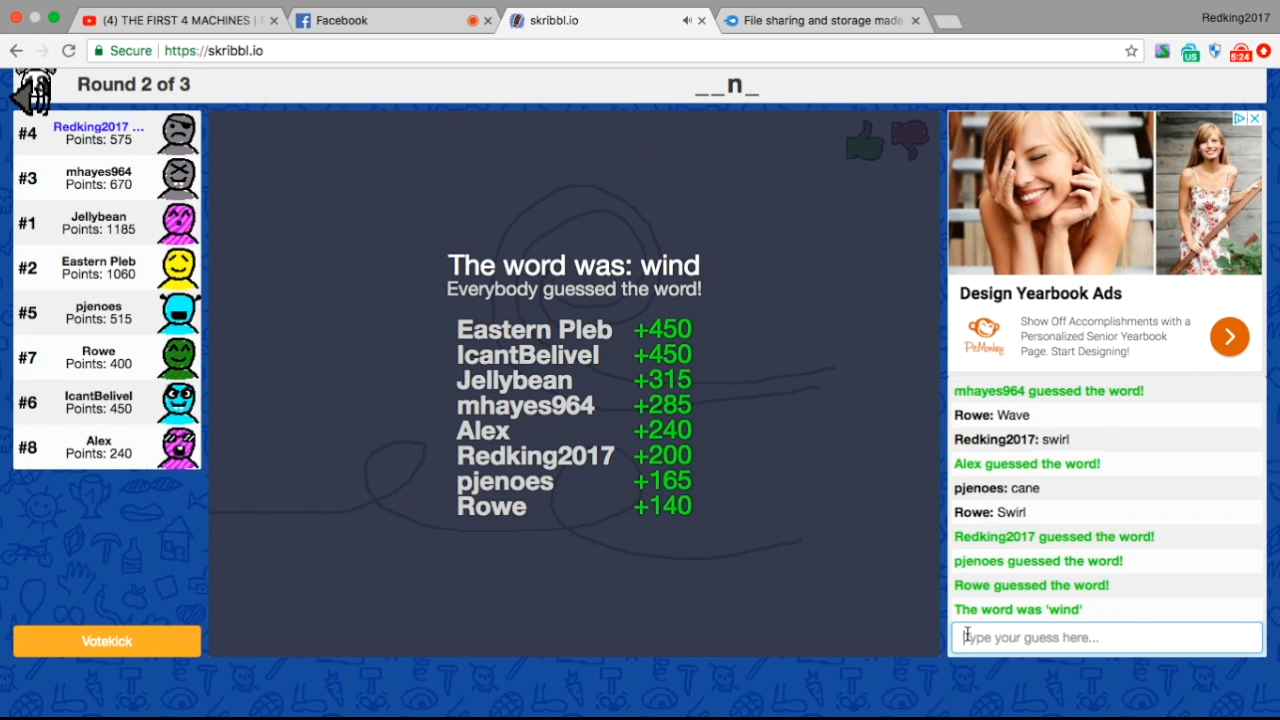 (4) THE FIRST 4 MACHINES | F
Facebook
skribbl.io
File sharing and storage made
Redking2017
Secure
https://skribbl.io
US
5:24
Round 2 of 3
__n_
#4
Redking2017 ...
Points: 575
#3
mhayes964
Points: 670
#1
Jellybean
Points: 1185
#2
Eastern Pleb
Points: 1060
#5
pjenoes
Points: 515
#7
Rowe
Points: 400
#6
IcantBelivel
Points: 450
#8
Alex
Points: 240
Votekick
The word was: wind
Everybody guessed the word!
Eastern Pleb +450
IcantBelivel +450
Jellybean +315
mhayes964 +285
Alex +240
Redking2017 +200
pjenoes +165
Rowe +140
Design Yearbook Ads
PicMonkey
Show Off Accomplishments with a
Personalized Senior Yearbook
Page. Start Designing!
mhayes964 guessed the word!
Rowe: Wave
Redking2017: swirl
Alex guessed the word!
pjenoes: cane
Rowe: Swirl
Redking2017 guessed the word!
pjenoes guessed the word!
Rowe guessed the word!
The word was 'wind'
Type your guess here...